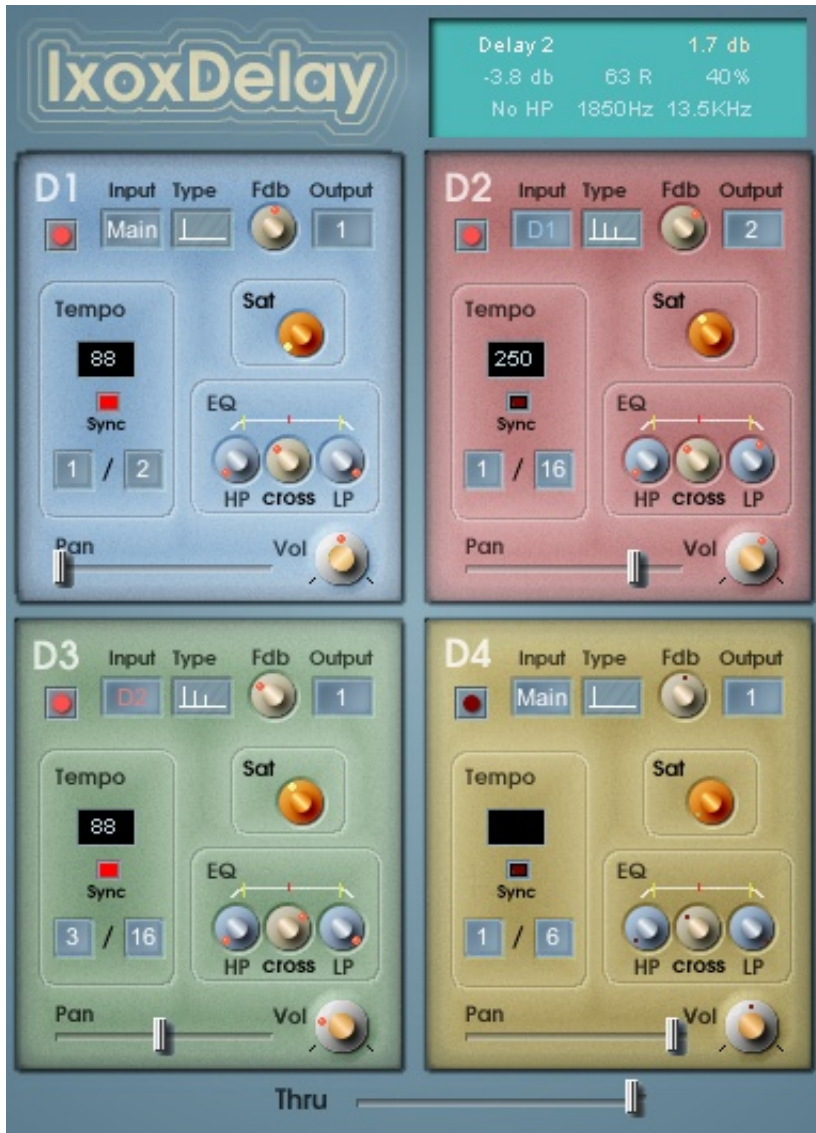 IxoxDelay
Delay 2 1.7 db
-3.8 db 63 R 40%
No HP 1850Hz 13.5KHz
D1 Input Type Fdb Output
Main 1
Tempo Sat
88
Sync
EQ
1 / 2
HP cross LP
Pan Vol
D2 Input Type Fdb Output
D1 2
Tempo Sat
250
Sync
EQ
1 / 16
HP cross LP
Pan Vol
D3 Input Type Fdb Output
D2 1
Tempo Sat
88
Sync
EQ
3 / 16
HP cross LP
Pan Vol
D4 Input Type Fdb Output
Main 1
Tempo Sat
Sync
EQ
1 / 6
HP cross LP
Pan Vol
Thru